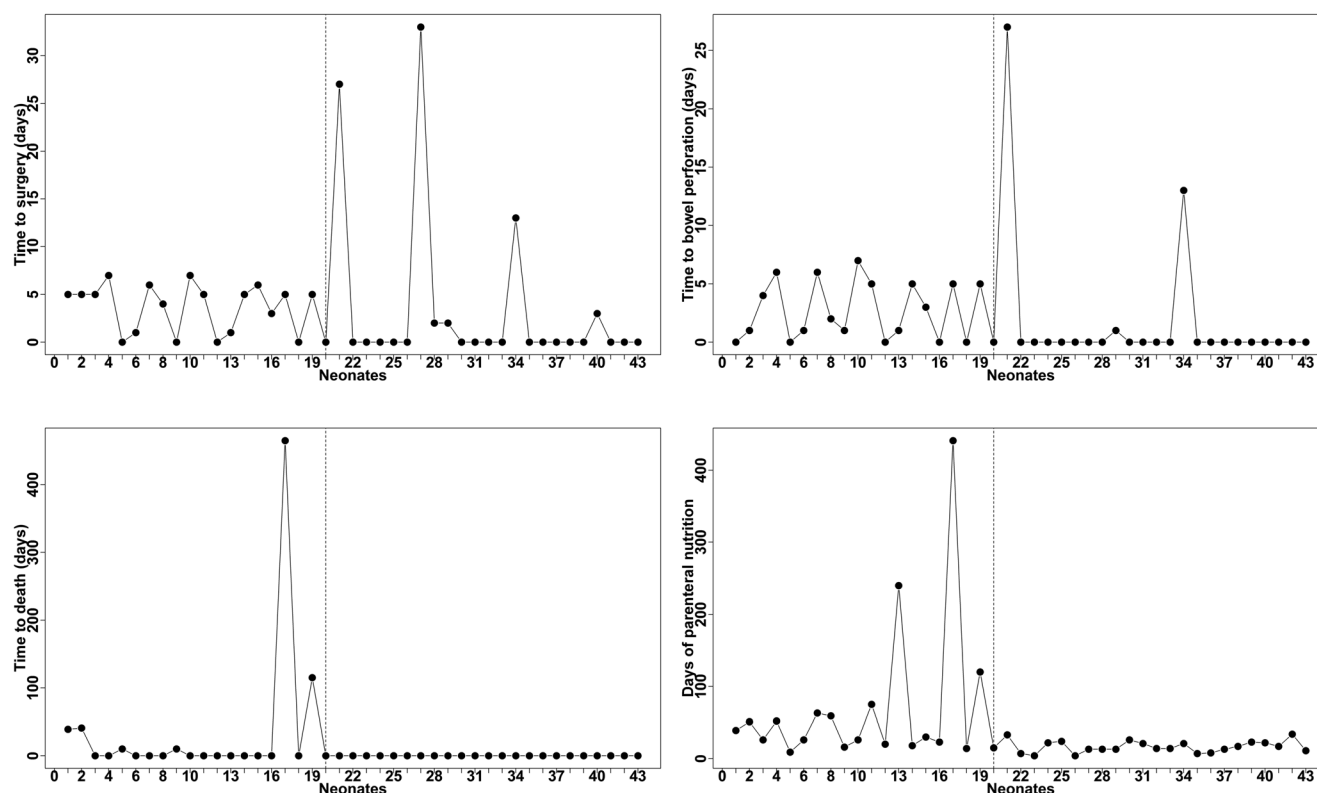 Time to surgery (days)
0 5 10 15 20 25 30
0 2 4 6 8 10 13 16 19 22 25 28 31 34 37 40 43
Neonates
Time to bowel perforation (days)
0 5 10 15 20 25
0 2 4 6 8 10 13 16 19 22 25 28 31 34 37 40 43
Neonates
Time to death (days)
0 100 200 300 400
0 2 4 6 8 10 13 16 19 22 25 28 31 34 37 40 43
Neonates
Days of parenteral nutrition
0 100 200 300 400
0 2 4 6 8 10 13 16 19 22 25 28 31 34 37 40 43
Neonates